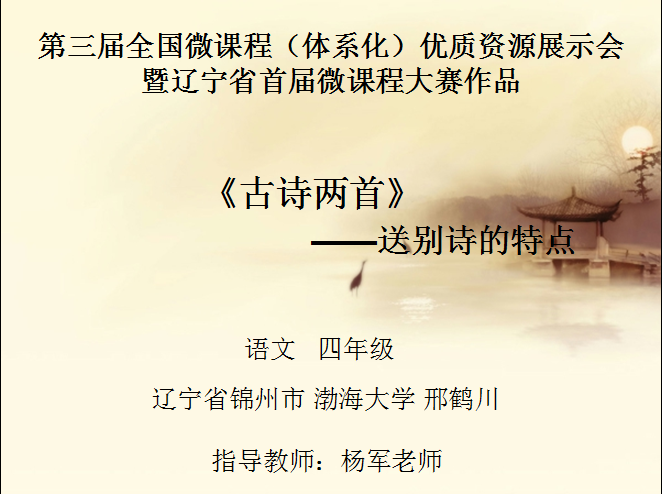 第三届全国微课程（体系化）优质资源展示会
暨辽宁省首届微课程大赛作品
《古诗两首》
——送别诗的特点
语文 四年级
辽宁省锦州市 渤海大学 邢鹤川
指导教师：杨军老师